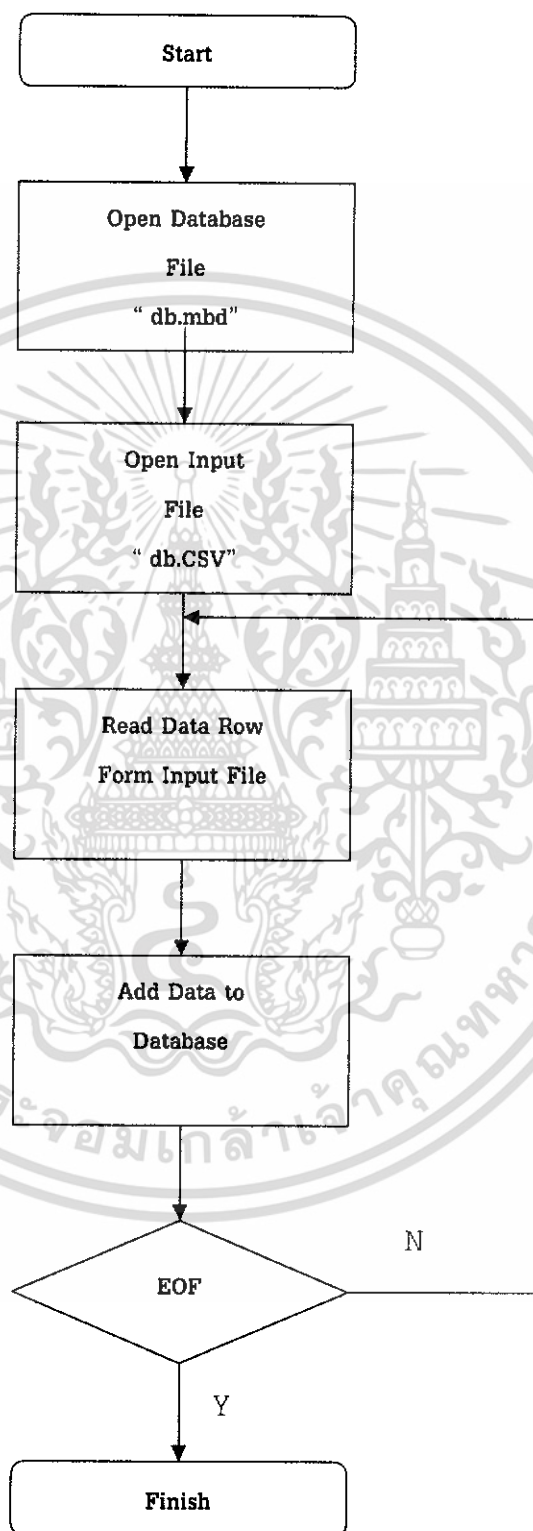 Start
Open Database
File
“ db.mbd”
Open Input
File
“ db.CSV”
Read Data Row
Form Input File
Add Data to
Database
EOF
N
Y
Finish